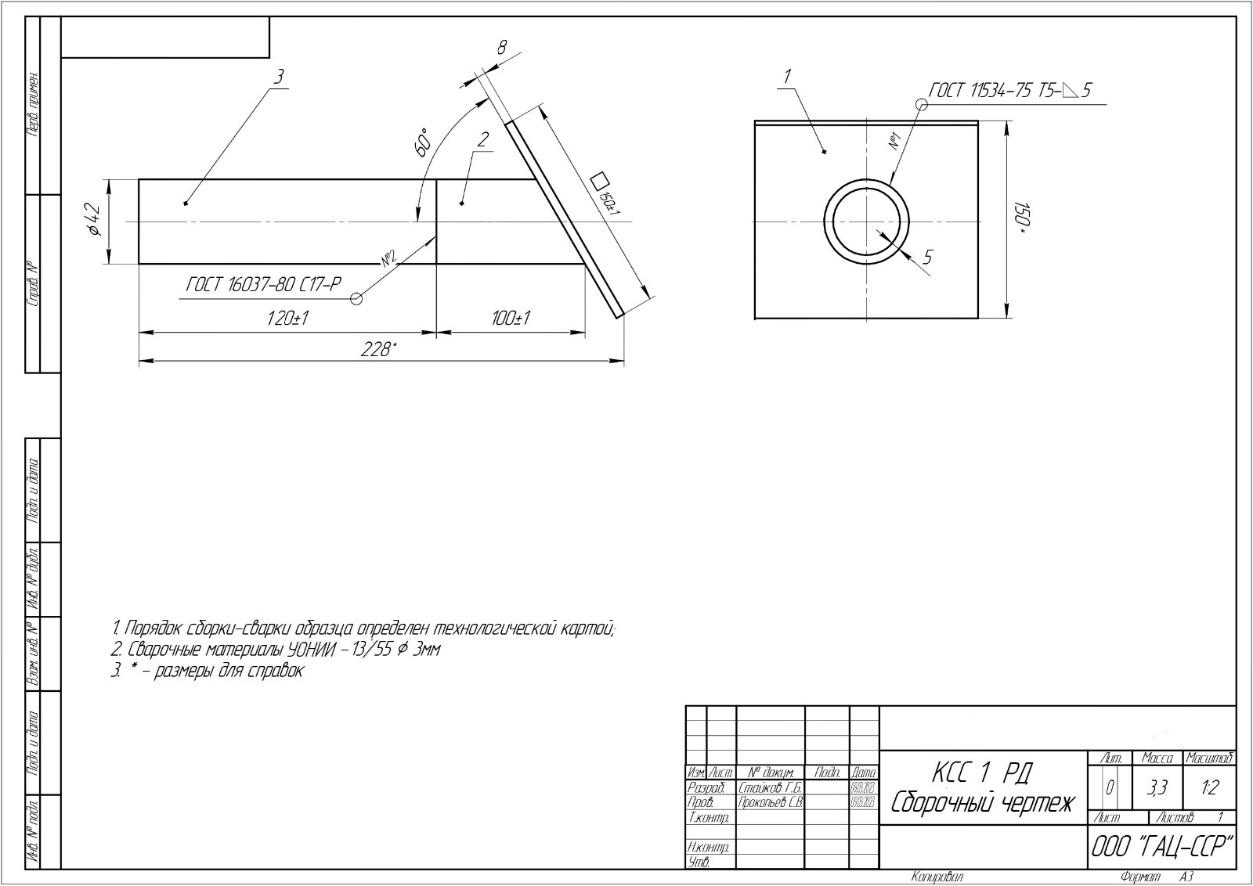 Перв. примен.
Справ. №
Подп. и дата
Инв. № дубл.
Взам. инв. №
Подп. и дата
Инв. № подл.
8
3
60°
2
□ 150±1
⌀42
№2
ГОСТ 16037-80 С17-Р
120±1
100±1
228*
1
ГОСТ 11534-75 Т5-◺5
№1
150*
5
1. Порядок сборки-сварки образца определен технологической картой;
2. Сварочные материалы УОНИИ - 13/55 ⌀ 3мм
3. * - размеры для справок
Изм. Лист № докум. Подп. Дата
Разраб. Стайков Г.Б.
Пров. Прокопьев С.В.
Т.контр.
Н.контр.
Утв.
КСС 1 РД
Сборочный чертеж
Лит. Масса Масштаб
0 3,3 1:2
Лист Листов 1
ООО "ГАЦ-ССР"
Копировал Формат А3